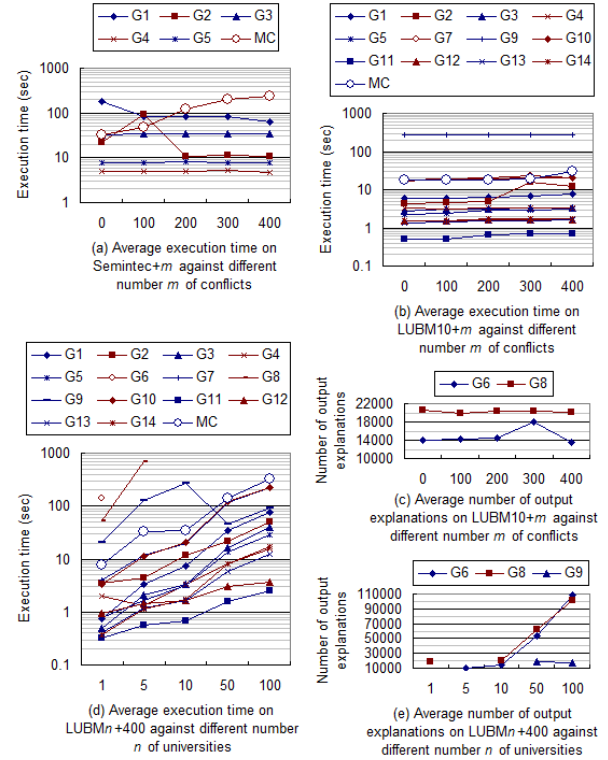 G1 G2 G3
G4 G5 MC
Execution time (sec)
1000
100
10
1
0 100 200 300 400
(a) Average execution time on
Semintec+m against different
number m of conflicts
G1 G2 G3 G4
G5 G7 G9 G10
G11 G12 G13 G14
MC
Execution time (sec)
1000
100
10
1
0.1
0 100 200 300 400
(b) Average execution time on
LUBM10+m against different
number m of conflicts
G6 G8
Number of output
explanations
22000
18000
14000
10000
0 100 200 300 400
(c) Average number of output
explanations on LUBM10+m against
different number m of conflicts
G1 G2 G3 G4
G5 G6 G7 G8
G9 G10 G11 G12
G13 G14 MC
Execution time (sec)
1000
100
10
1
0.1
1 5 10 50 100
(d) Average execution time on
LUBMn+400 against different number
n of universities
G6 G8 G9
Number of output
explanations
110000
90000
70000
50000
30000
10000
1 5 10 50 100
(e) Average number of output
explanations on LUBMn+400 against
different number n of universities